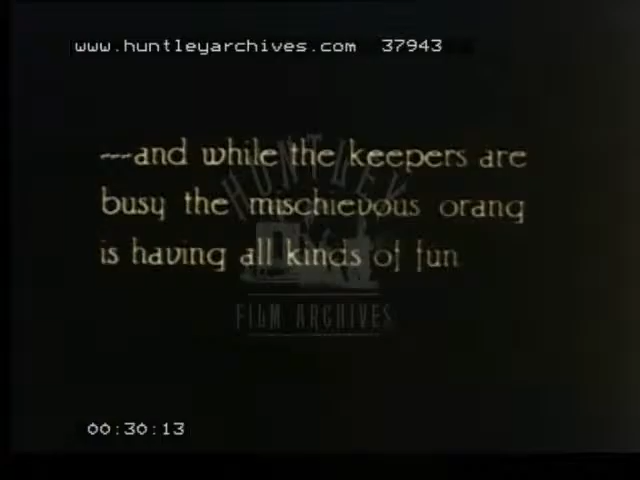 www.huntleyarchives.com 37943
---and while the keepers are
busy the mischievous orang
is having all kinds of fun
HUNTLEY
FILM ARCHIVES
00:30:13